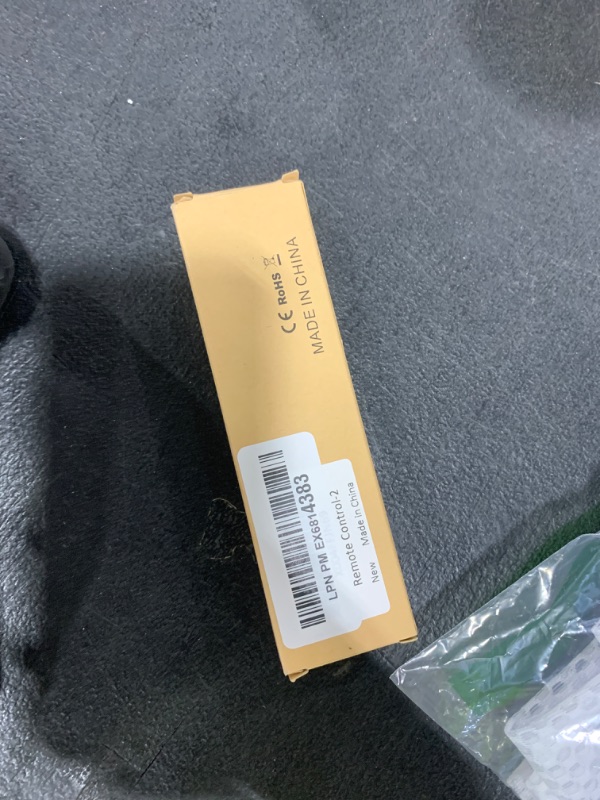 CE RoHS
MADE IN CHINA
LPN PM EX6814383
Remote Control-2
New Made in China